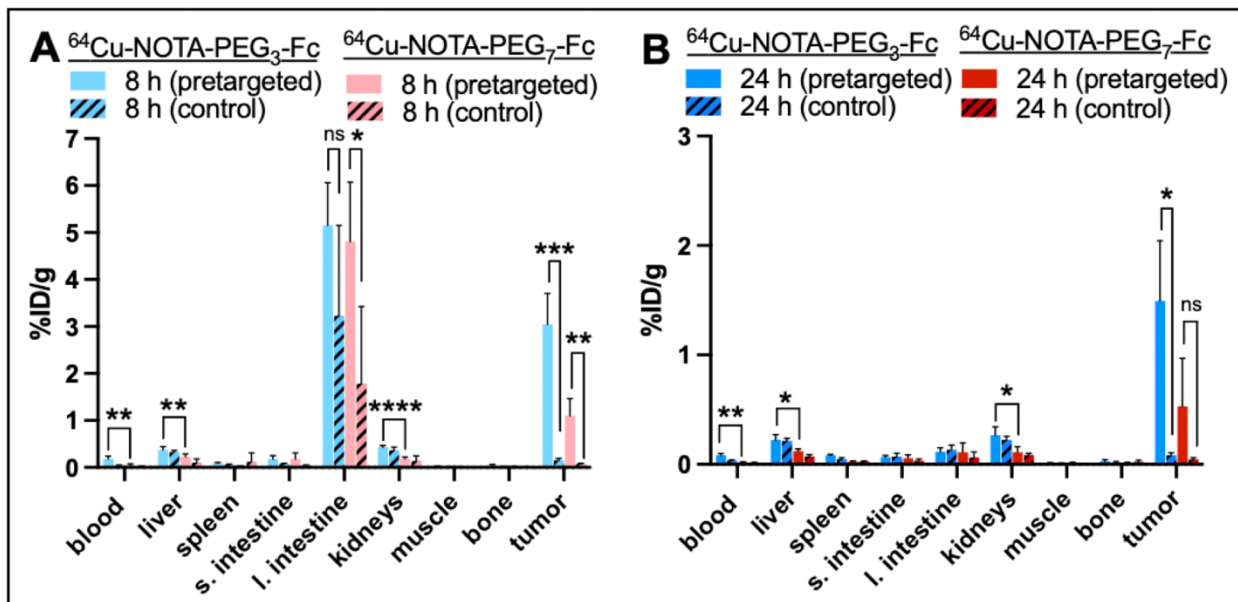 A
⁶⁴Cu-NOTA-PEG₃-Fc
8 h (pretargeted)
8 h (control)
⁶⁴Cu-NOTA-PEG₇-Fc
8 h (pretargeted)
8 h (control)
%ID/g
7
6
5
4
3
2
1
0
ns
*
**
**
****
***
**
blood
liver
spleen
s. intestine
l. intestine
kidneys
muscle
bone
tumor
B
⁶⁴Cu-NOTA-PEG₃-Fc
24 h (pretargeted)
24 h (control)
⁶⁴Cu-NOTA-PEG₇-Fc
24 h (pretargeted)
24 h (control)
%ID/g
3
2
1
0
**
*
*
*
ns
blood
liver
spleen
s. intestine
l. intestine
kidneys
muscle
bone
tumor